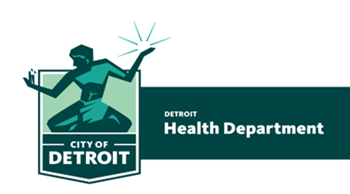 CITY OF
DETROIT
DETROIT
Health Department